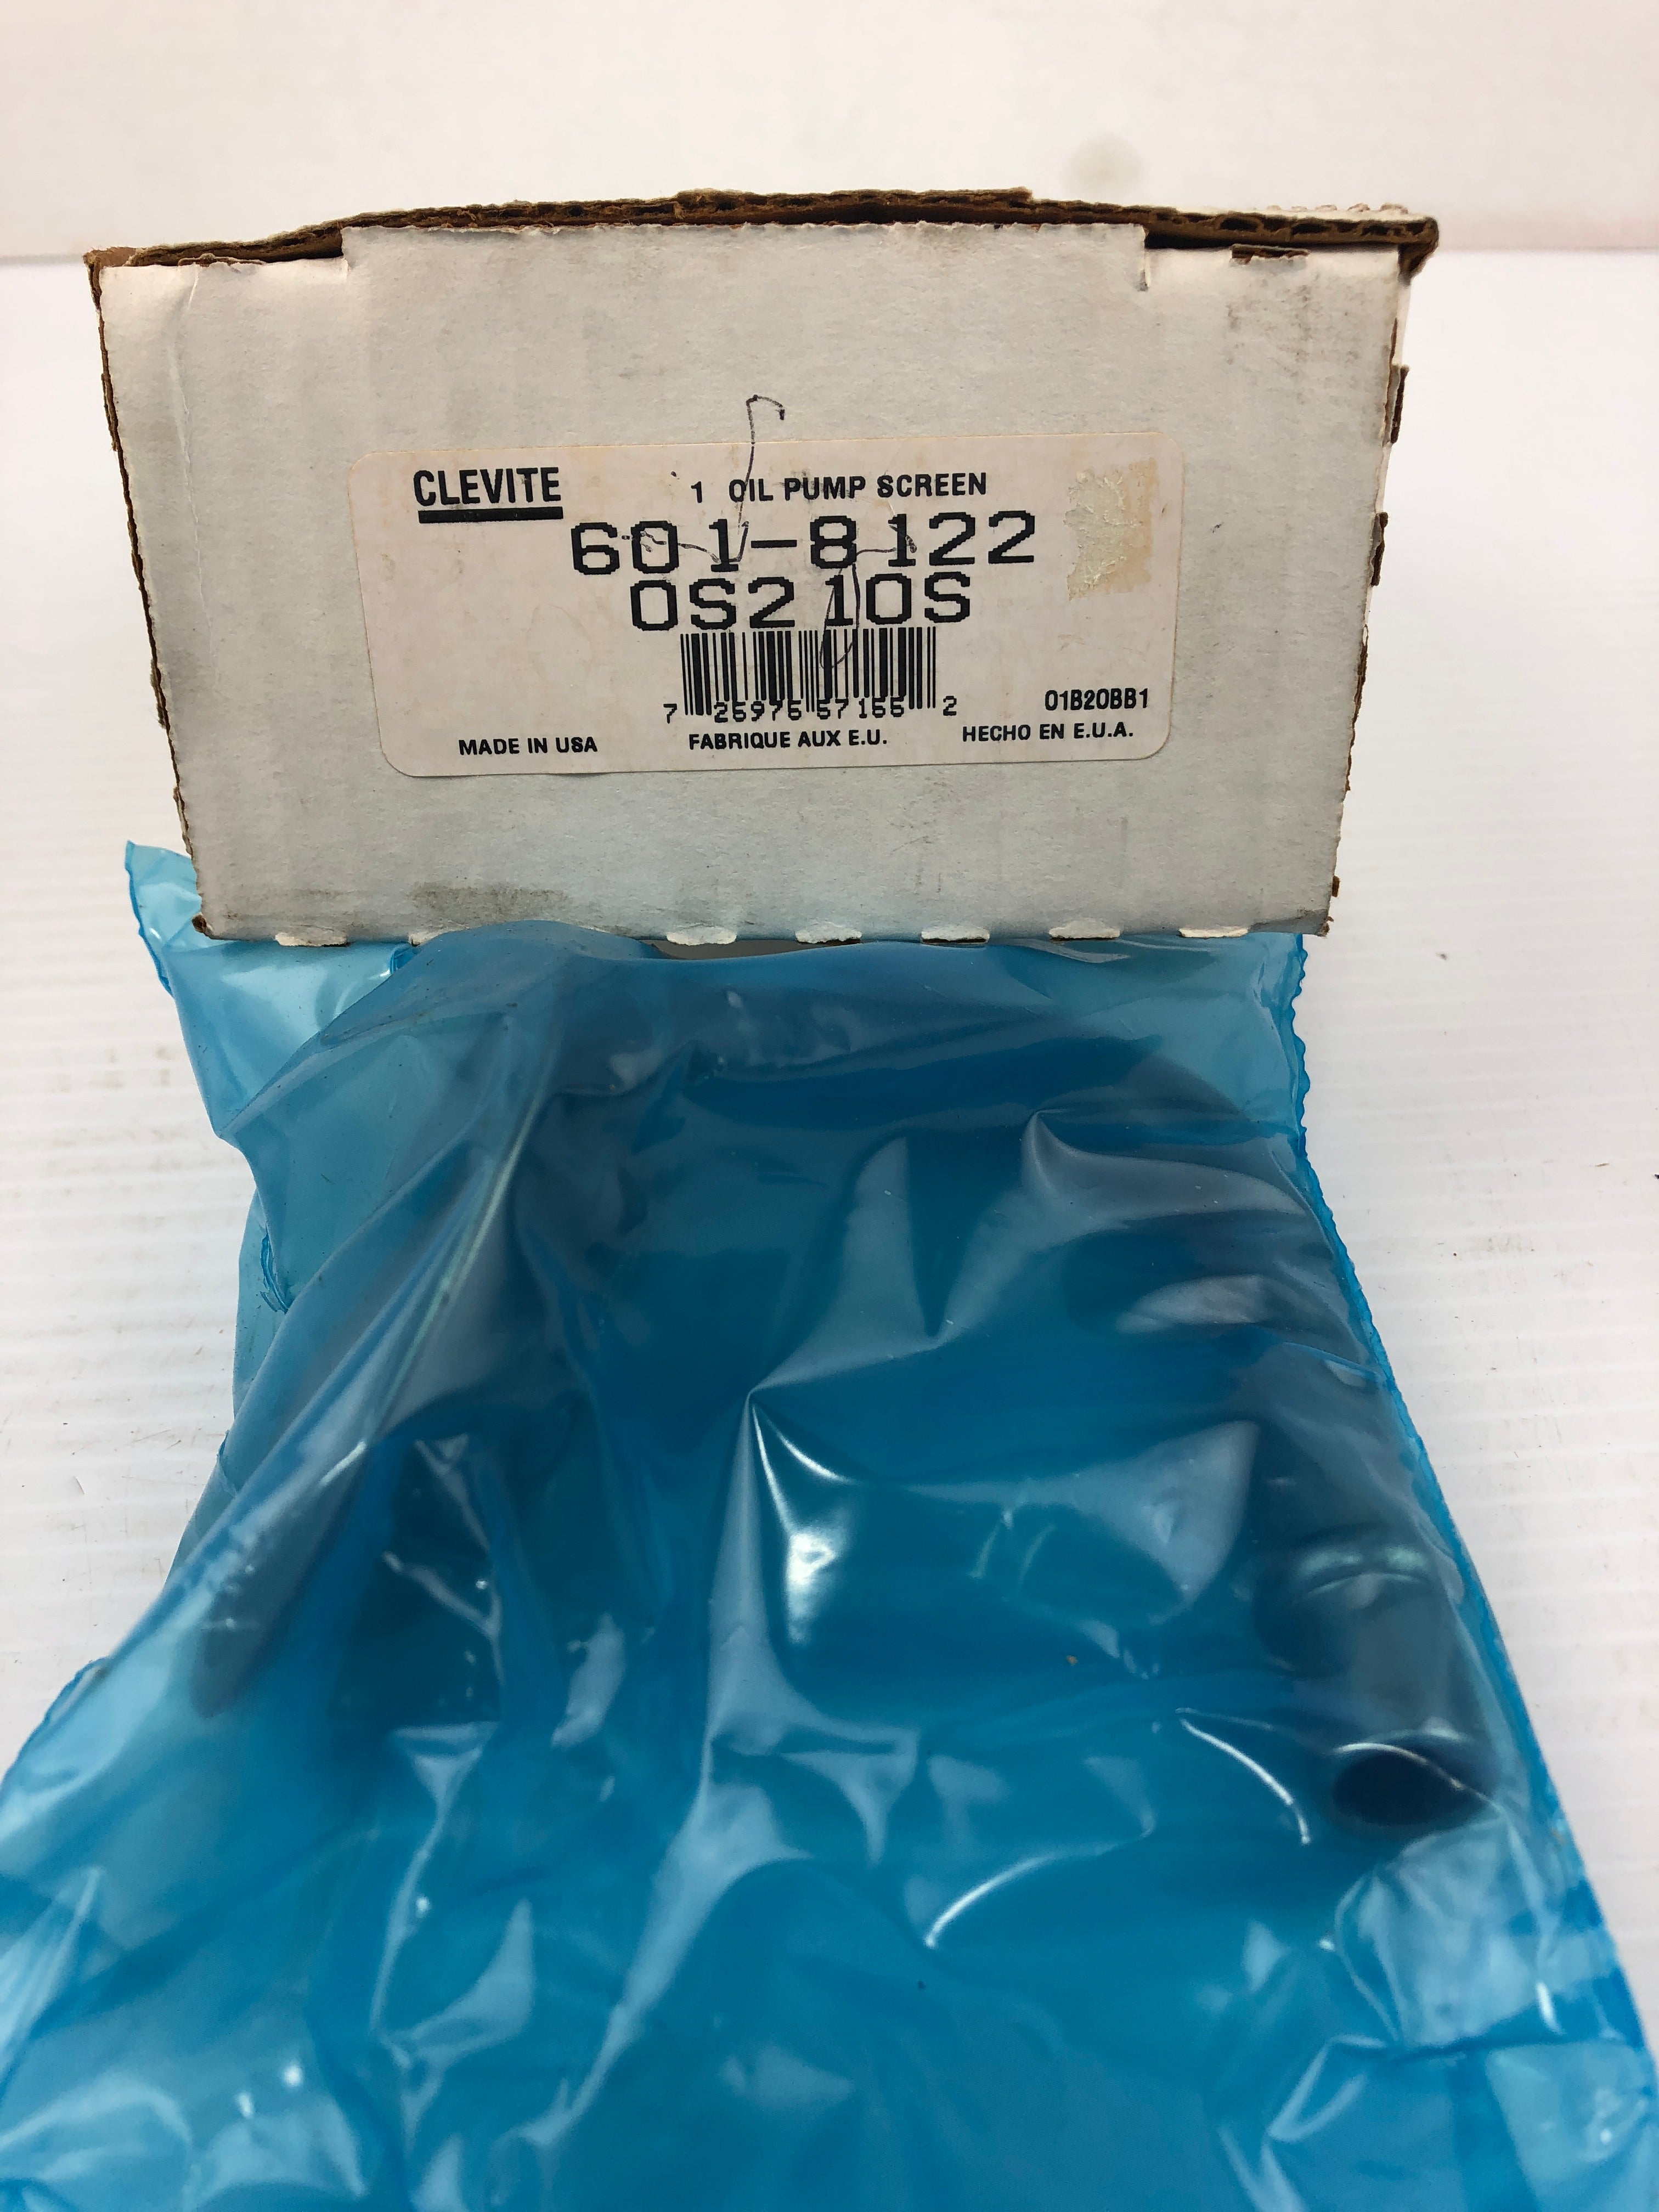 CLEVITE
1 OIL PUMP SCREEN
601-8122
OS210S
7 25976 57166 2
01B20BB1
MADE IN USA FABRIQUE AUX E.U. HECHO EN E.U.A.